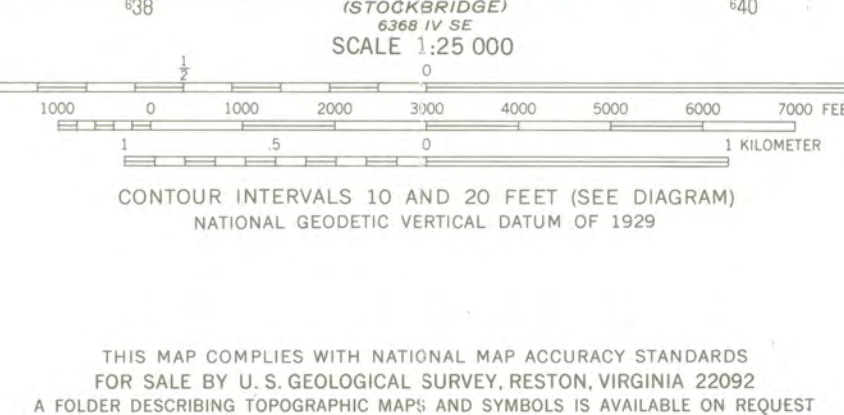 638 (STOCKBRIDGE) 640
6368 IV SE
SCALE 1:25 000
1/2 0
1000 0 1000 2000 3000 4000 5000 6000 7000 FEE
1 .5 0 1 KILOMETER
CONTOUR INTERVALS 10 AND 20 FEET (SEE DIAGRAM)
NATIONAL GEODETIC VERTICAL DATUM OF 1929
THIS MAP COMPLIES WITH NATIONAL MAP ACCURACY STANDARDS
FOR SALE BY U. S. GEOLOGICAL SURVEY, RESTON, VIRGINIA 22092
A FOLDER DESCRIBING TOPOGRAPHIC MAPS AND SYMBOLS IS AVAILABLE ON REQUEST